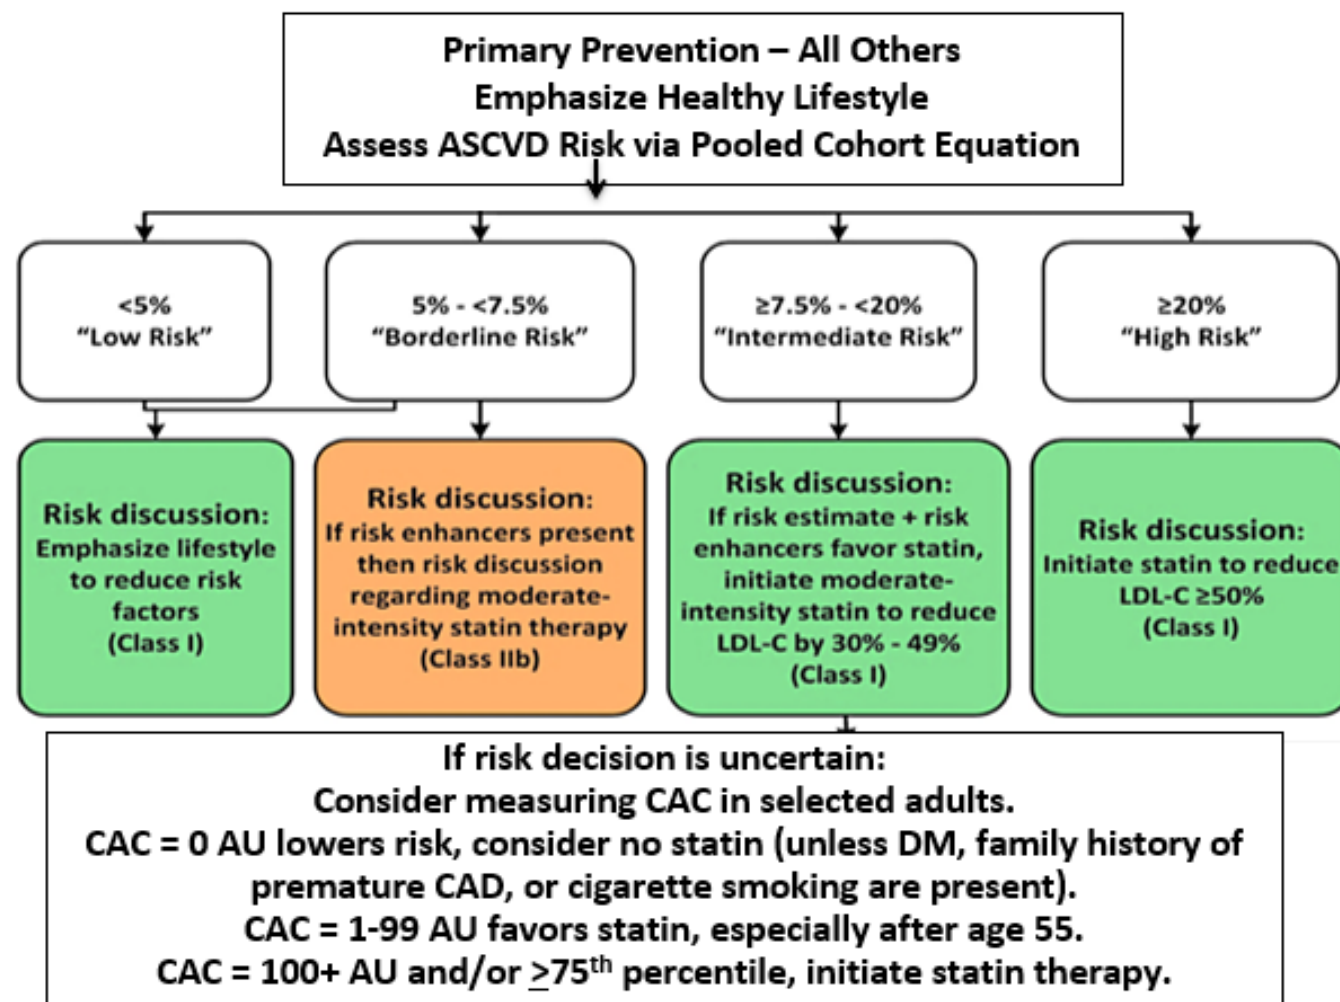 Primary Prevention – All Others
Emphasize Healthy Lifestyle
Assess ASCVD Risk via Pooled Cohort Equation
<5%
“Low Risk”
5% - <7.5%
“Borderline Risk”
≥7.5% - <20%
“Intermediate Risk”
≥20%
“High Risk”
Risk discussion:
Emphasize lifestyle
to reduce risk
factors
(Class I)
Risk discussion:
If risk enhancers present
then risk discussion
regarding moderate-
intensity statin therapy
(Class IIb)
Risk discussion:
If risk estimate + risk
enhancers favor statin,
initiate moderate-
intensity statin to reduce
LDL-C by 30% - 49%
(Class I)
Risk discussion:
Initiate statin to reduce
LDL-C ≥50%
(Class I)
If risk decision is uncertain:
Consider measuring CAC in selected adults.
CAC = 0 AU lowers risk, consider no statin (unless DM, family history of
premature CAD, or cigarette smoking are present).
CAC = 1-99 AU favors statin, especially after age 55.
CAC = 100+ AU and/or ≥75th percentile, initiate statin therapy.